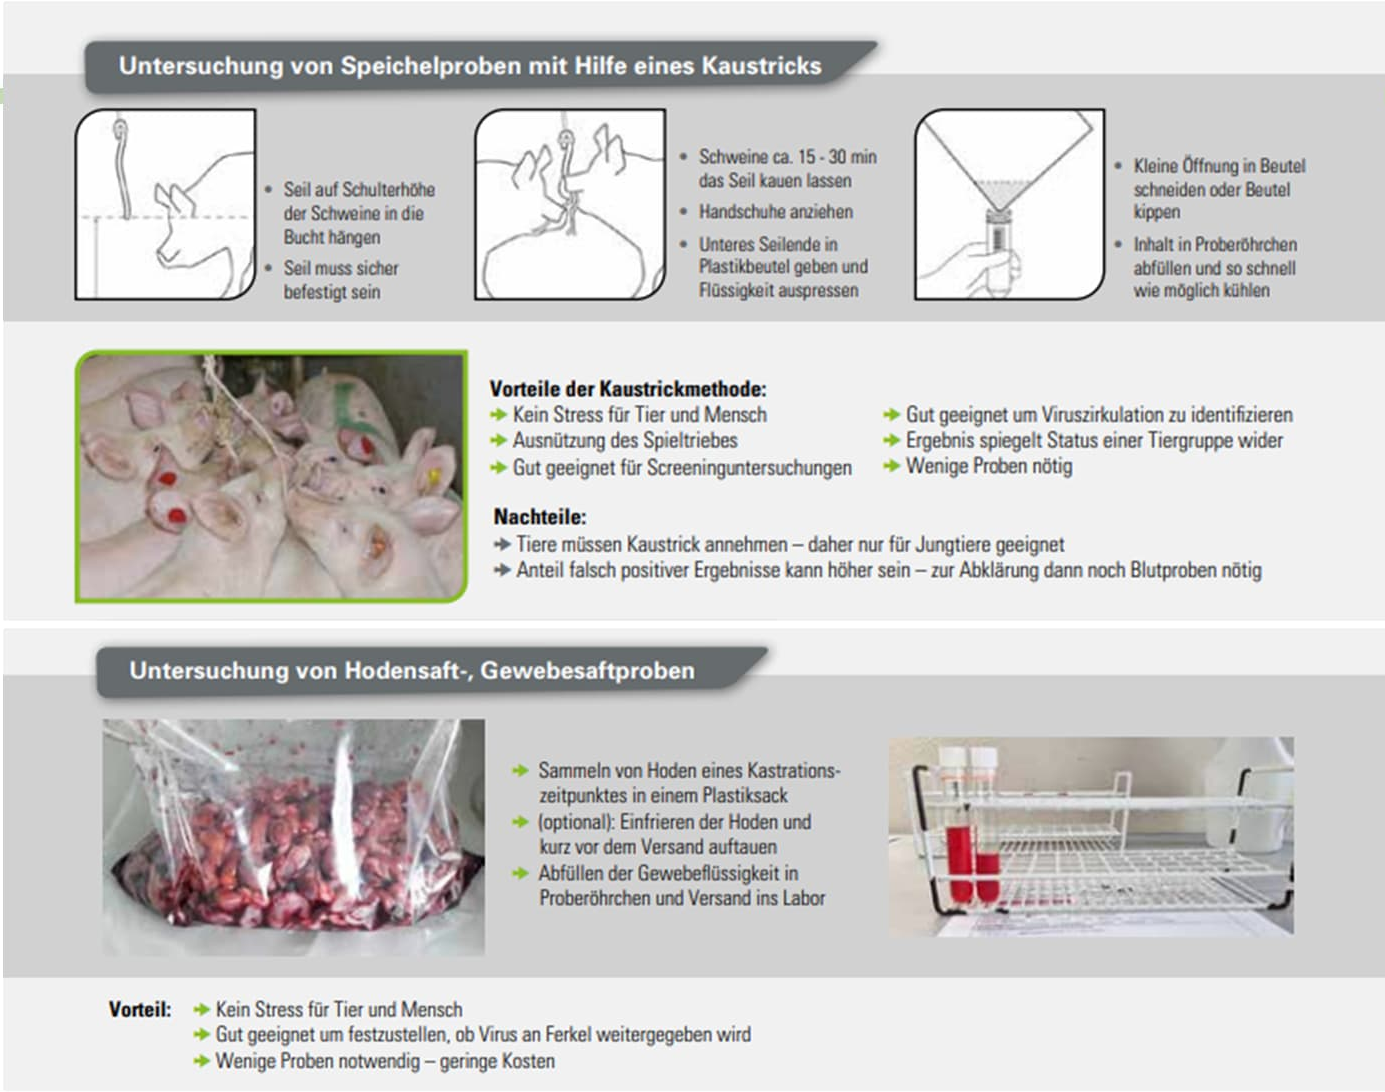 Untersuchung von Speichelproben mit Hilfe eines Kaustricks
• Seil auf Schulterhöhe
der Schweine in die
Bucht hängen
• Seil muss sicher
befestigt sein
• Schweine ca. 15 - 30 min
das Seil kauen lassen
• Handschuhe anziehen
• Unteres Seilende in
Plastikbeutel geben und
Flüssigkeit auspressen
• Kleine Öffnung in Beutel
schneiden oder Beutel
kippen
• Inhalt in Proberöhrchen
abfüllen und so schnell
wie möglich kühlen
Vorteile der Kaustrickmethode:
Kein Stress für Tier und Mensch
Ausnützung des Spieltriebes
Gut geeignet für Screeninguntersuchungen
Gut geeignet um Viruszirkulation zu identifizieren
Ergebnis spiegelt Status einer Tiergruppe wider
Wenige Proben nötig
Nachteile:
Tiere müssen Kaustrick annehmen – daher nur für Jungtiere geeignet
Anteil falsch positiver Ergebnisse kann höher sein – zur Abklärung dann noch Blutproben nötig
Untersuchung von Hodensaft-, Gewebesaftproben
Sammeln von Hoden eines Kastrations-
zeitpunktes in einem Plastiksack
(optional): Einfrieren der Hoden und
kurz vor dem Versand auftauen
Abfüllen der Gewebeflüssigkeit in
Proberöhrchen und Versand ins Labor
Vorteil:
Kein Stress für Tier und Mensch
Gut geeignet um festzustellen, ob Virus an Ferkel weitergegeben wird
Wenige Proben notwendig – geringe Kosten